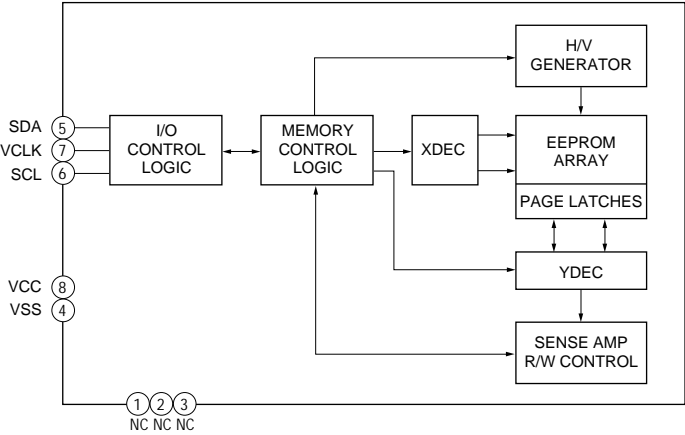 H/V
GENERATOR
SDA 5
VCLK 7
SCL 6
I/O
CONTROL
LOGIC
MEMORY
CONTROL
LOGIC
XDEC
EEPROM
ARRAY
PAGE LATCHES
YDEC
VCC 8
VSS 4
SENSE AMP
R/W CONTROL
1 2 3
NC NC NC